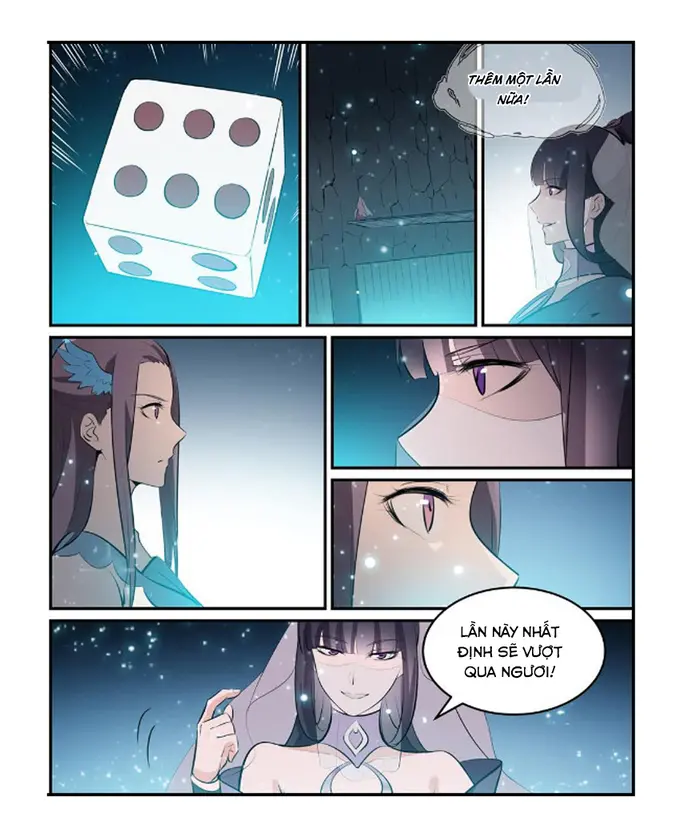 THÊM MỘT LẦN
NỮA!
LẦN NÀY NHẤT
ĐỊNH SẼ VƯỢT
QUA NGƯƠI!